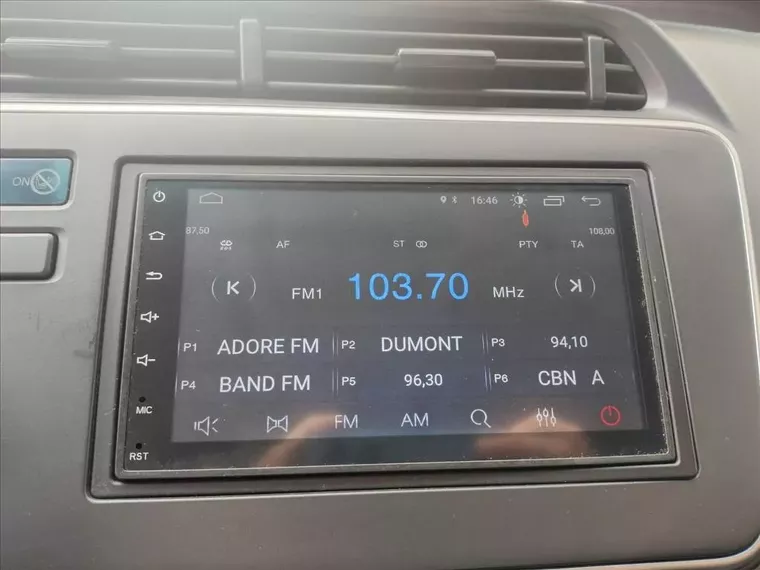 16:46
87,50
108,00
AF
ST
PTY
TA
ON
FM1 103.70 MHz
P1 ADORE FM P2 DUMONT P3 94,10
P4 BAND FM P5 96,30 P6 CBN A
FM AM
MIC
RST